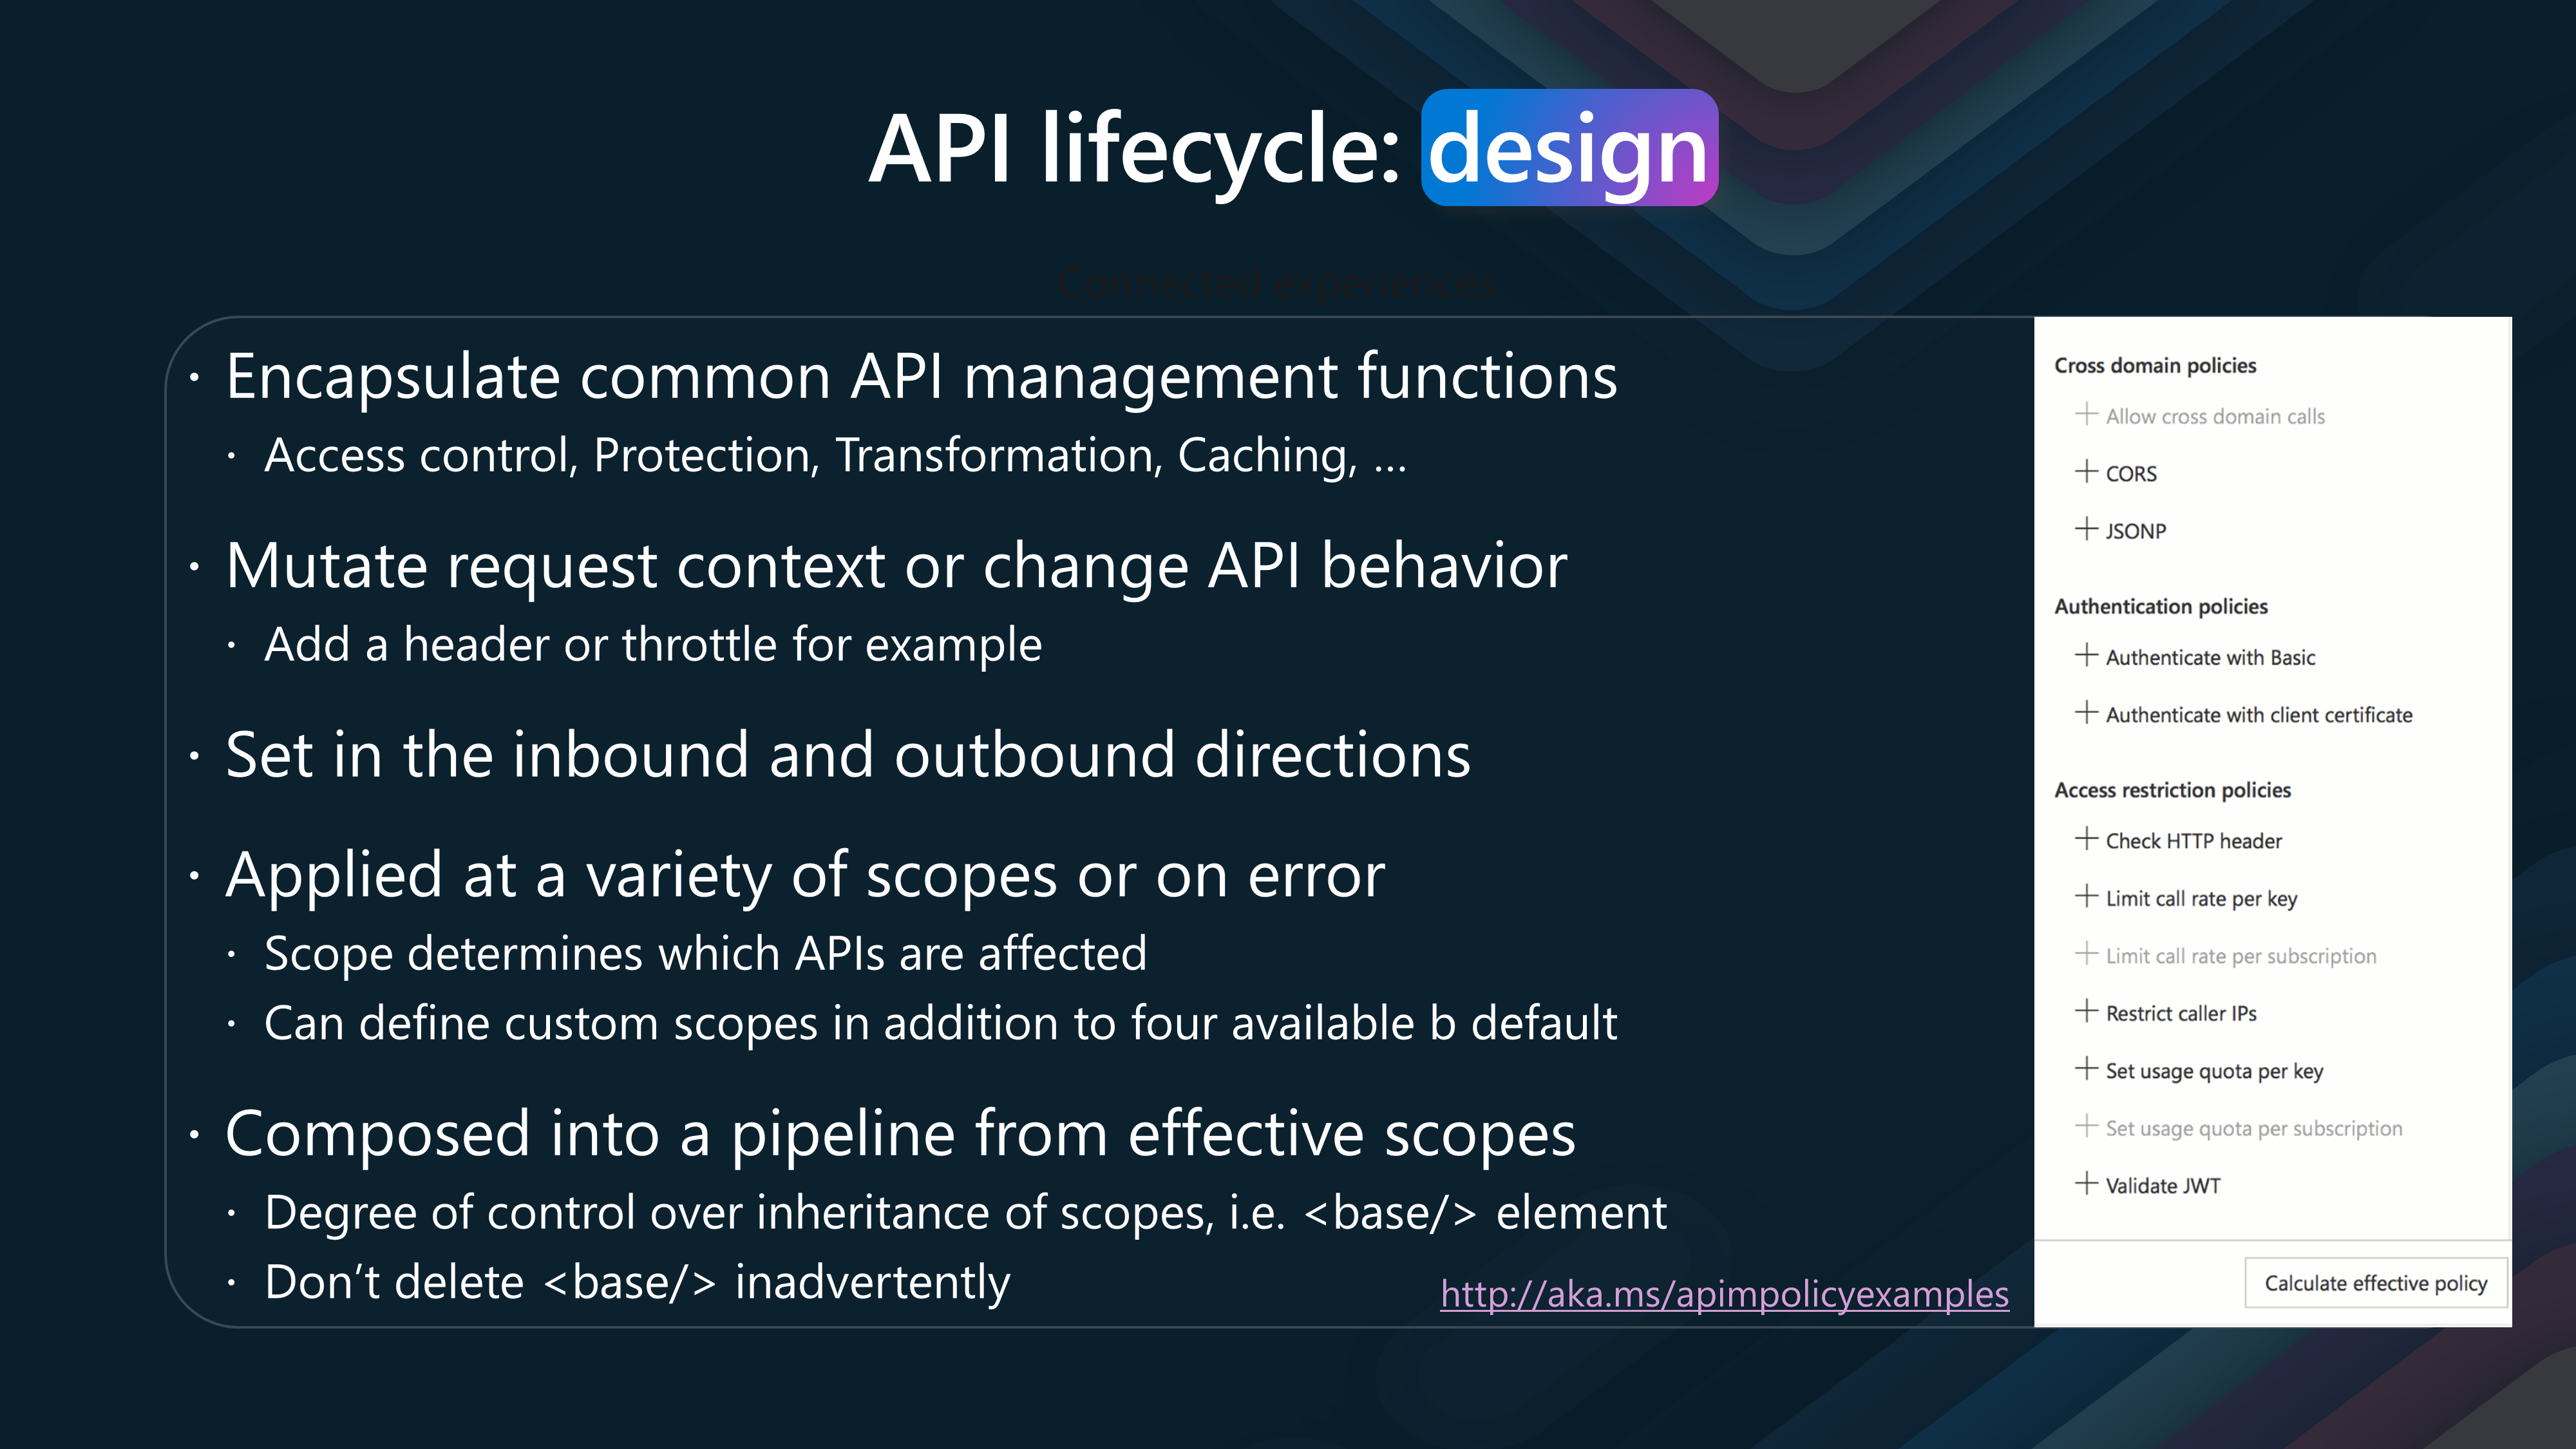 API lifecycle: design
Connected experiences
· Encapsulate common API management functions
· Access control, Protection, Transformation, Caching, ...
· Mutate request context or change API behavior
· Add a header or throttle for example
· Set in the inbound and outbound directions
· Applied at a variety of scopes or on error
· Scope determines which APIs are affected
· Can define custom scopes in addition to four available b default
· Composed into a pipeline from effective scopes
· Degree of control over inheritance of scopes, i.e. <base/> element
· Don’t delete <base/> inadvertently
http://aka.ms/apimpolicyexamples
Cross domain policies
+ Allow cross domain calls
+ CORS
+ JSONP
Authentication policies
+ Authenticate with Basic
+ Authenticate with client certificate
Access restriction policies
+ Check HTTP header
+ Limit call rate per key
+ Limit call rate per subscription
+ Restrict caller IPs
+ Set usage quota per key
+ Set usage quota per subscription
+ Validate JWT
Calculate effective policy